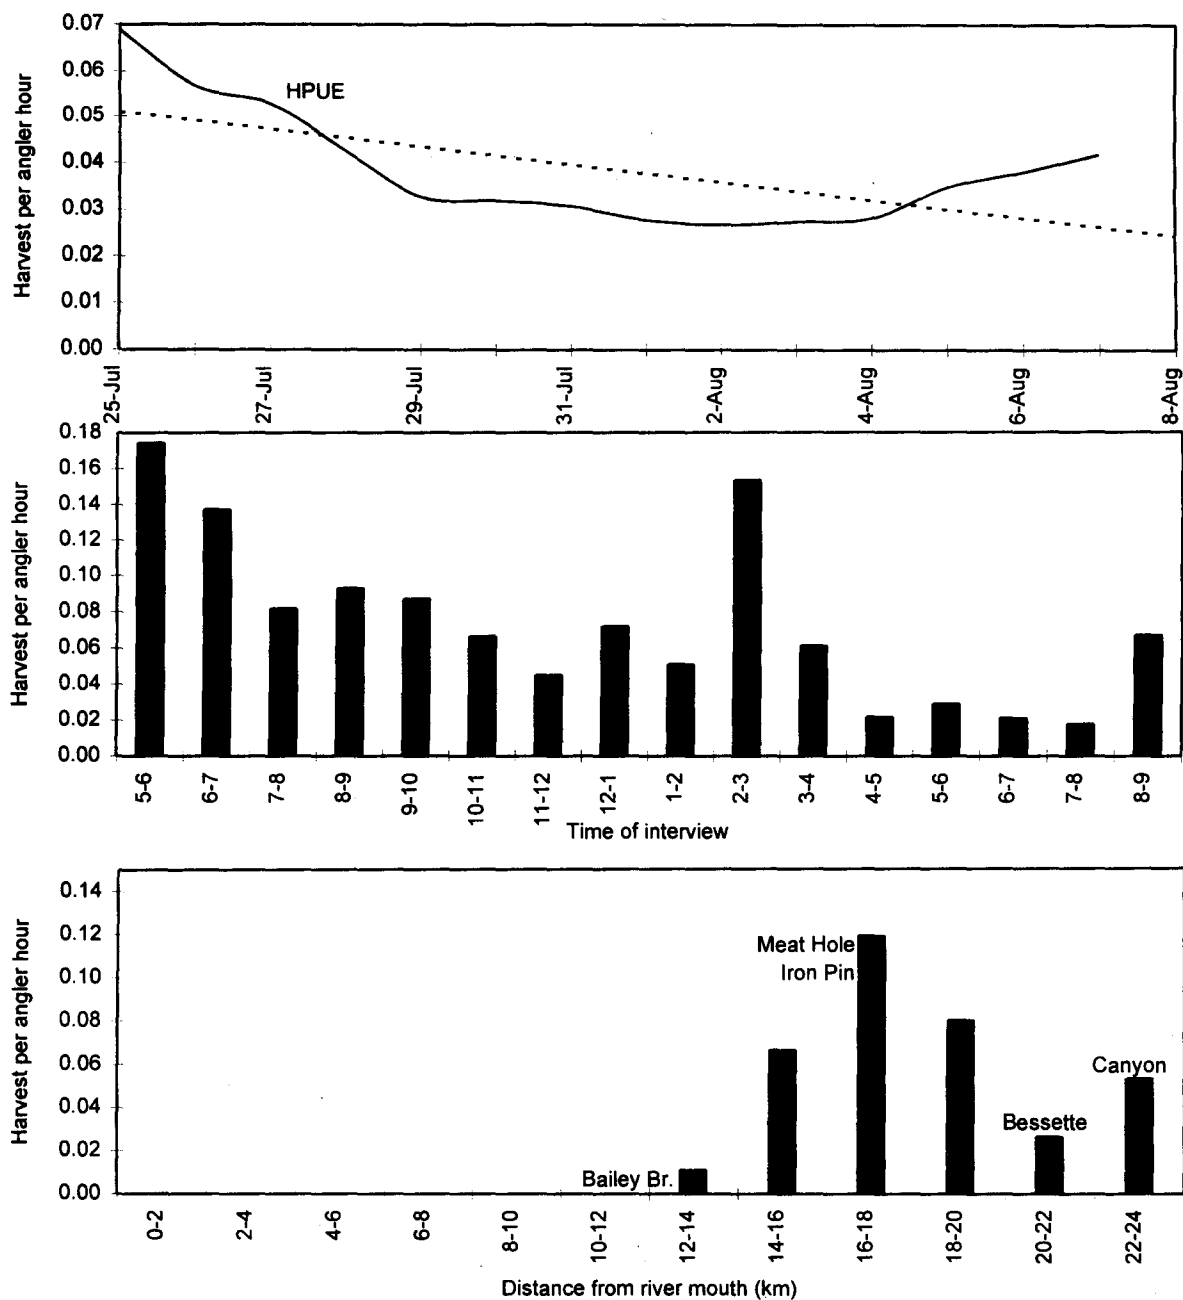 Harvest per angler hour
0.07
0.06
0.05
0.04
0.03
0.02
0.01
0.00
HPUE
25-Jul
27-Jul
29-Jul
31-Jul
2-Aug
4-Aug
6-Aug
8-Aug
Harvest per angler hour
0.18
0.16
0.14
0.12
0.10
0.08
0.06
0.04
0.02
0.00
5-6
6-7
7-8
8-9
9-10
10-11
11-12
12-1
1-2
2-3
3-4
4-5
5-6
6-7
7-8
8-9
Time of interview
Harvest per angler hour
0.14
0.12
0.10
0.08
0.06
0.04
0.02
0.00
Bailey Br.
Meat Hole
Iron Pin
Bessette
Canyon
0-2
2-4
4-6
6-8
8-10
10-12
12-14
14-16
16-18
18-20
20-22
22-24
Distance from river mouth (km)